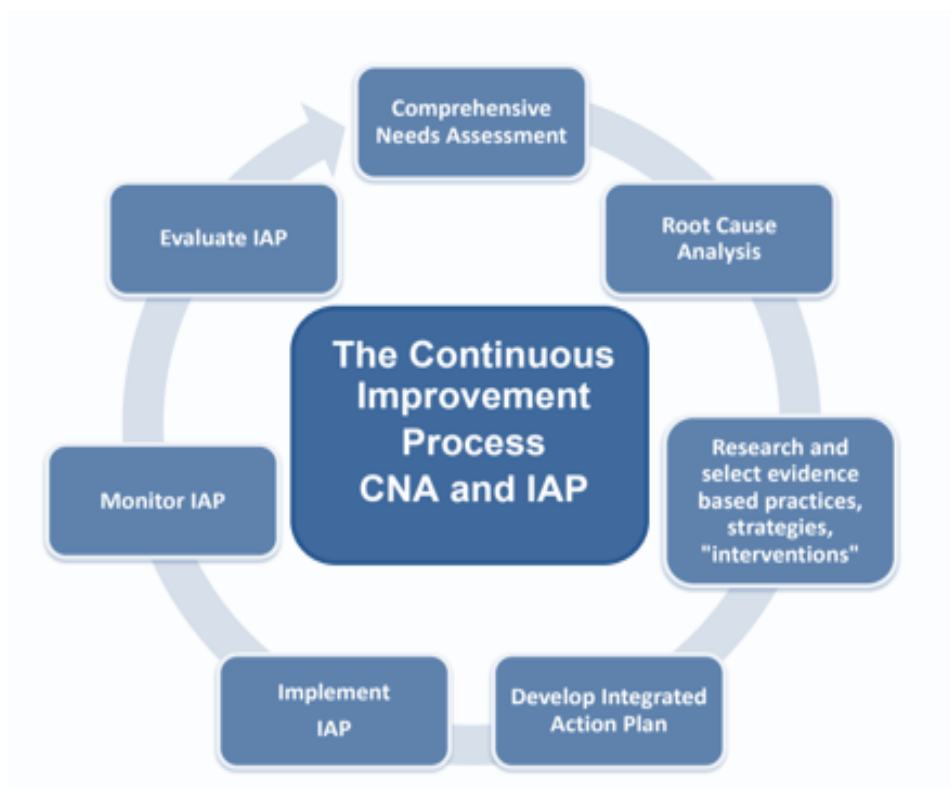 Comprehensive
Needs Assessment
Root Cause
Analysis
Research and
select evidence
based practices,
strategies,
"interventions"
Develop Integrated
Action Plan
Implement
IAP
Monitor IAP
Evaluate IAP
The Continuous
Improvement
Process
CNA and IAP